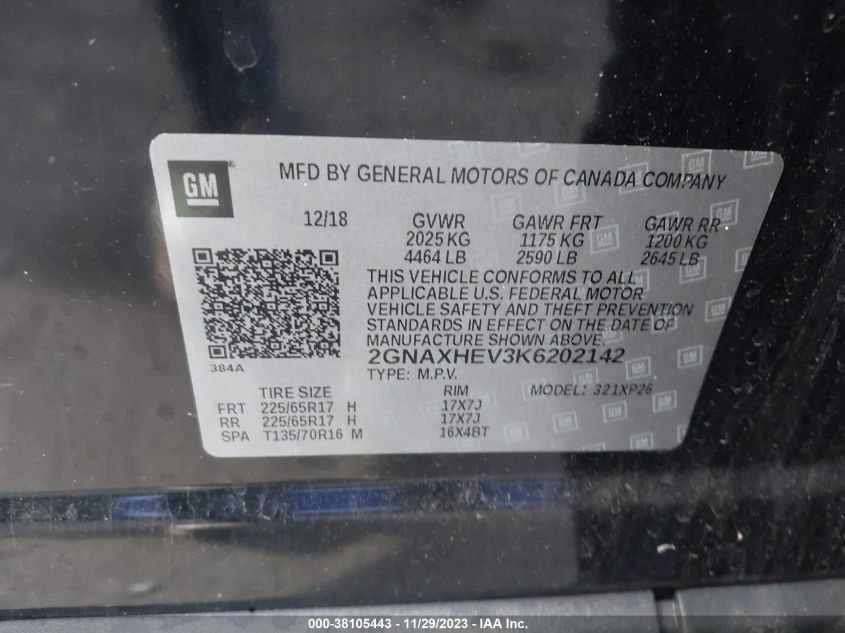 GM®
MFD BY GENERAL MOTORS OF CANADA COMPANY
12/18 GVWR GAWR FRT GAWR RR
2025 KG 1175 KG 1200 KG
4464 LB 2590 LB 2645 LB
THIS VEHICLE CONFORMS TO ALL
APPLICABLE U.S. FEDERAL MOTOR
VEHICLE SAFETY AND THEFT PREVENTION
STANDARDS IN EFFECT ON THE DATE OF
MANUFACTURE SHOWN ABOVE.
384A
2GNAXHEV3K6202142
TYPE: M.P.V. MODEL: 321XP26
TIRE SIZE RIM
FRT 225/65R17 H 17X7J
RR 225/65R17 H 17X7J
SPA T135/70R16 M 16X4BT
000-38105443 - 11/29/2023 - IAA Inc.